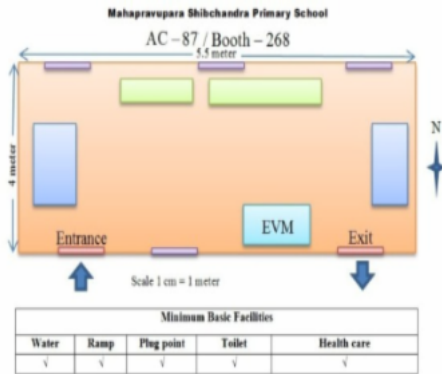 Mahapravupara Shibchandra Primary School
AC – 87 / Booth – 268
5.5 meter
4 meter
N
EVM
Entrance
Exit
Scale 1 cm = 1 meter
Minimum Basic Facilities
Water Ramp Plug point Toilet Health care
√ √ √ √ √